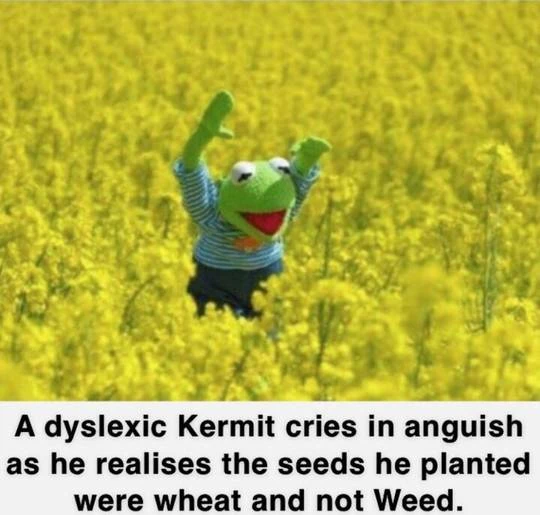 A dyslexic Kermit cries in anguish
as he realises the seeds he planted
were wheat and not Weed.